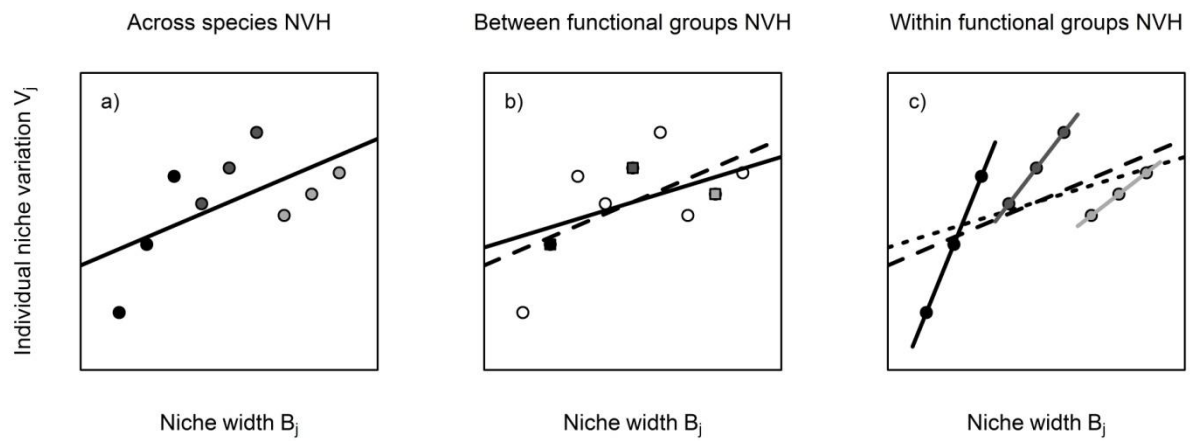 Across species NVH
Between functional groups NVH
Within functional groups NVH
Individual niche variation Vj
a)
b)
c)
Niche width Bj
Niche width Bj
Niche width Bj